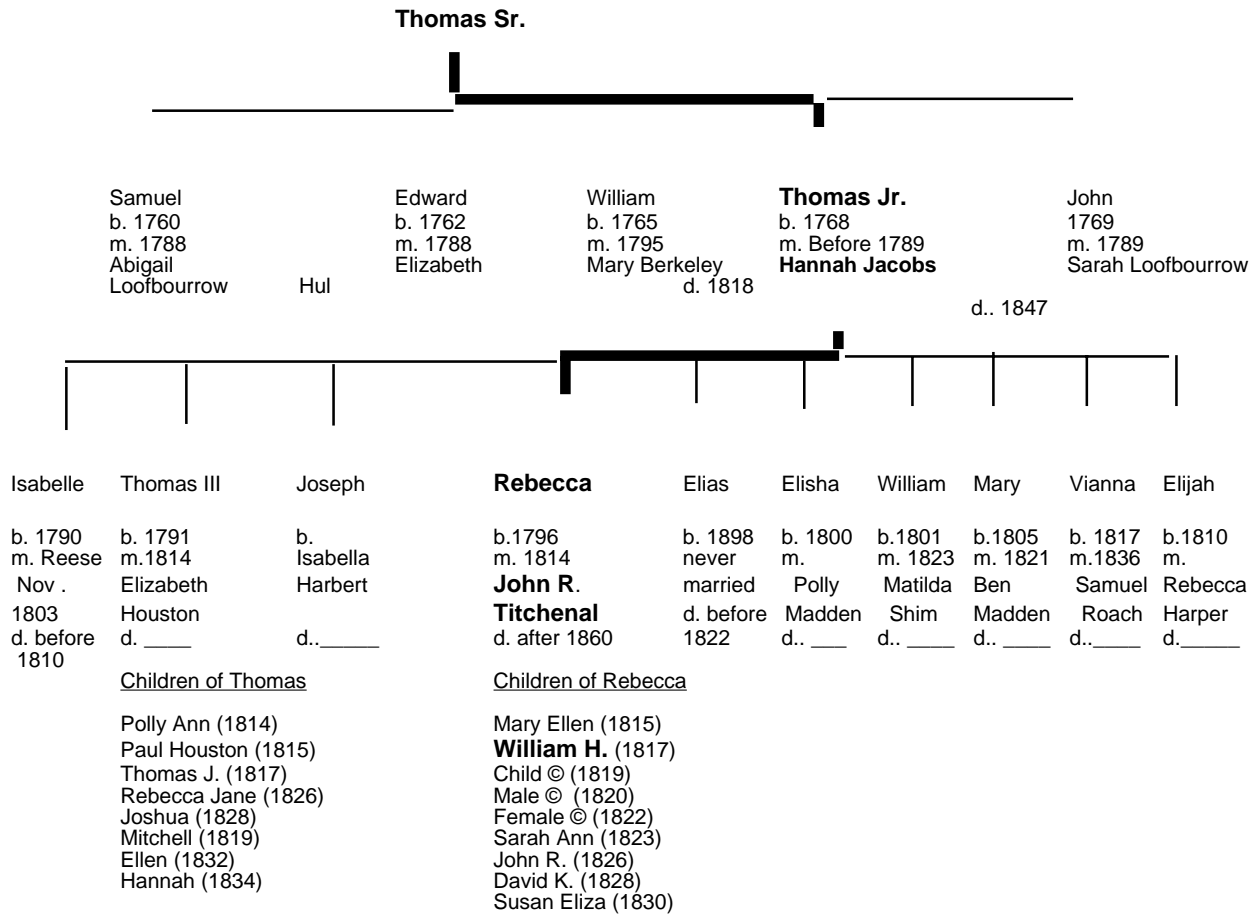 Thomas Sr.
Samuel
b. 1760
m. 1788
Abigail
Loofbourrow
Hul
Edward
b. 1762
m. 1788
Elizabeth
William
b. 1765
m. 1795
Mary Berkeley
d. 1818
Thomas Jr.
b. 1768
m. Before 1789
Hannah Jacobs
d.. 1847
John
1769
m. 1789
Sarah Loofbourrow
Isabelle
b. 1790
m. Reese
Nov .
1803
d. before
1810
Thomas III
b. 1791
m.1814
Elizabeth
Houston
d. ____
Joseph
b.
Isabella
Harbert
d.._____
Rebecca
b.1796
m. 1814
John R.
Titchenal
d. after 1860
Elias
b. 1898
never
married
d. before
1822
Elisha
b. 1800
m.
Polly
Madden
d.. ___
William
b.1801
m. 1823
Matilda
Shim
d.. ____
Mary
b.1805
m. 1821
Ben
Madden
d.. ____
Vianna
b. 1817
m.1836
Samuel
Roach
d..____
Elijah
b.1810
m.
Rebecca
Harper
d._____
Children of Thomas
Polly Ann (1814)
Paul Houston (1815)
Thomas J. (1817)
Rebecca Jane (1826)
Joshua (1828)
Mitchell (1819)
Ellen (1832)
Hannah (1834)
Children of Rebecca
Mary Ellen (1815)
William H. (1817)
Child © (1819)
Male © (1820)
Female © (1822)
Sarah Ann (1823)
John R. (1826)
David K. (1828)
Susan Eliza (1830)